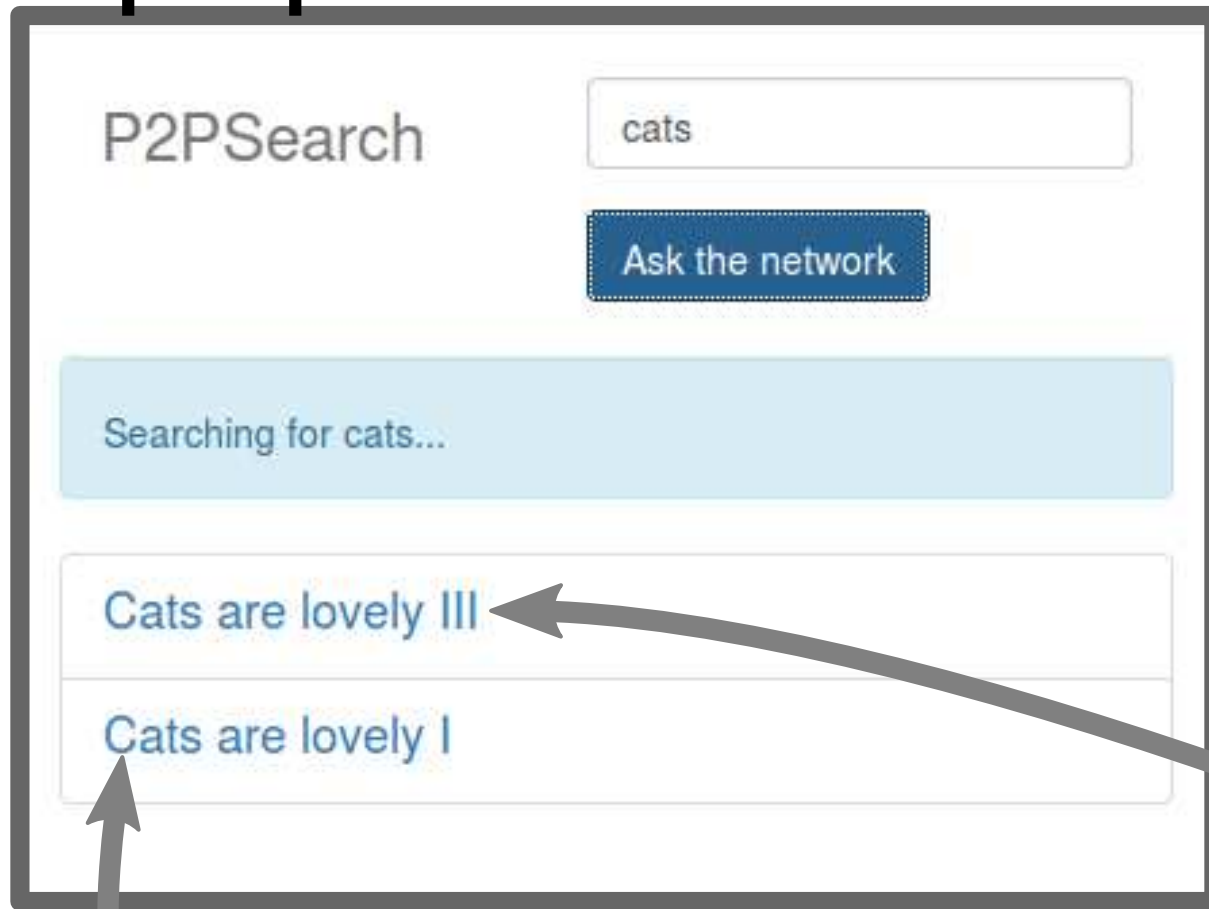 P2PSearch
cats
Ask the network
Searching for cats...
Cats are lovely III
Cats are lovely I